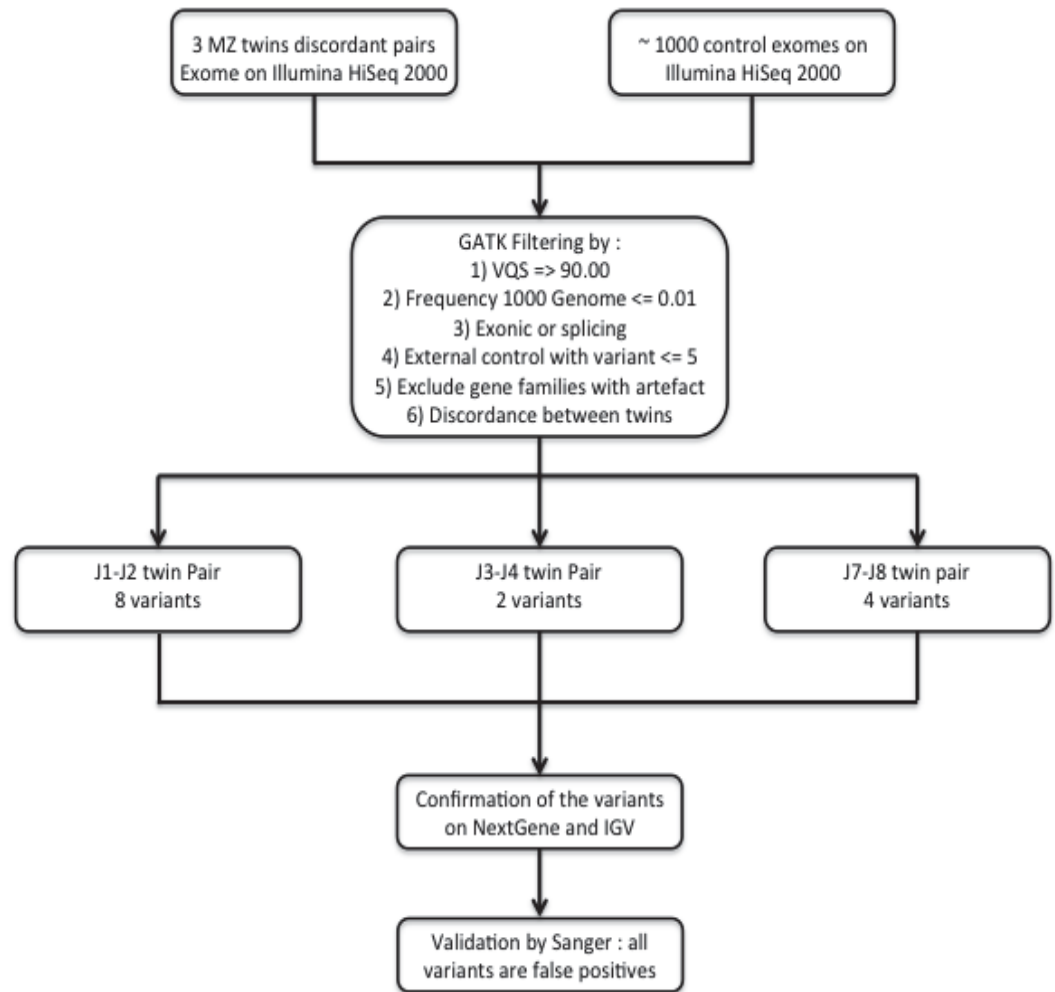 3 MZ twins discordant pairs
Exome on Illumina HiSeq 2000
~ 1000 control exomes on
Illumina HiSeq 2000
GATK Filtering by :
1) VQS => 90.00
2) Frequency 1000 Genome <= 0.01
3) Exonic or splicing
4) External control with variant <= 5
5) Exclude gene families with artefact
6) Discordance between twins
J1-J2 twin Pair
8 variants
J3-J4 twin Pair
2 variants
J7-J8 twin pair
4 variants
Confirmation of the variants
on NextGene and IGV
Validation by Sanger : all
variants are false positives